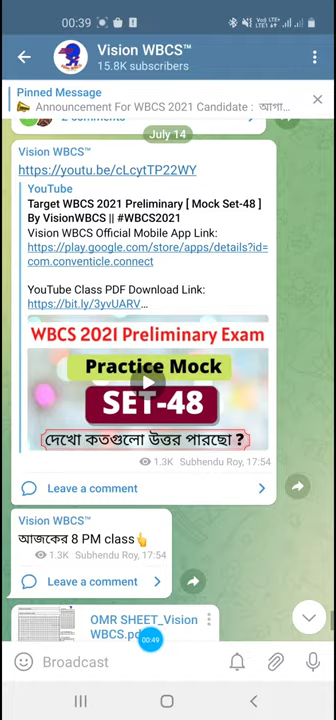 00:39
Vision WBCS™
15.8K subscribers
Pinned Message
Announcement For WBCS 2021 Candidate : আগা...
2 comments
July 14
Vision WBCS™
https://youtu.be/cLcytTP22WY
YouTube
Target WBCS 2021 Preliminary [ Mock Set-48 ]
By VisionWBCS || #WBCS2021
Vision WBCS Official Mobile App Link:
https://play.google.com/store/apps/details?id=
com.conventicle.connect
YouTube Class PDF Download Link:
https://bit.ly/3yvUARV...
WBCS 2021 Preliminary Exam
Practice Mock
SET-48
দেখো কতগুলো উত্তর পারছো ?
1.3K Subhendu Roy, 17:54
Leave a comment
Vision WBCS™
আজকের 8 PM class👆
1.3K Subhendu Roy, 17:54
Leave a comment
OMR SHEET_Vision
WBCS.pd
00:49
Broadcast